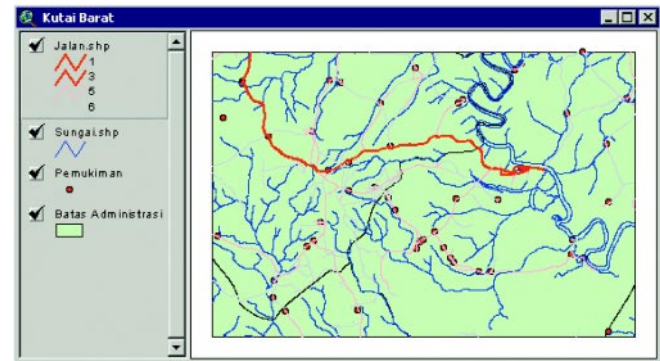 Kutai Barat
Jalan.shp
1
3
5
6
Sungai.shp
Pemukiman
Batas Administrasi